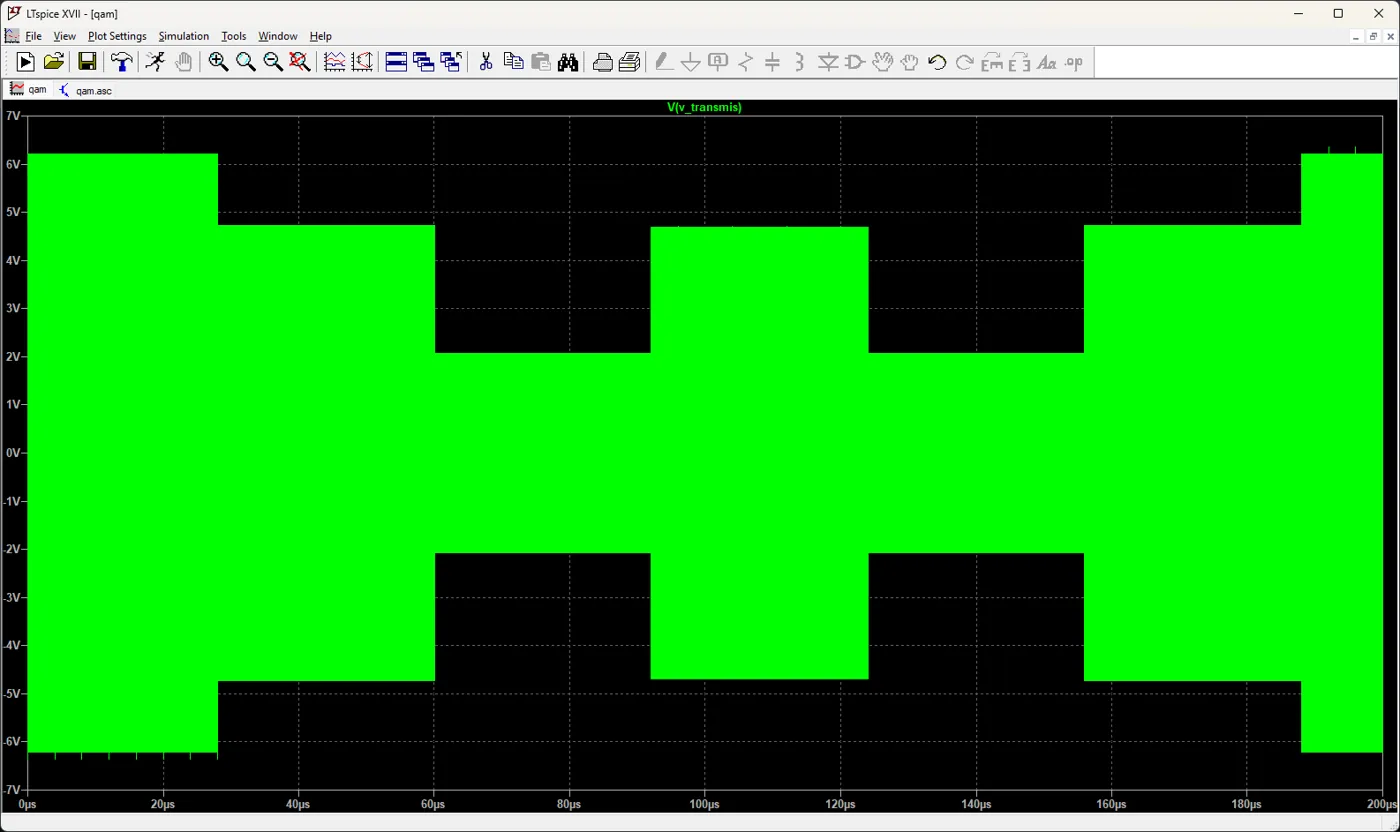 LTspice XVII - [qam]
File View Plot Settings Simulation Tools Window Help
qam qam.asc
V(v_transmis)
7V
6V
5V
4V
3V
2V
1V
0V
-1V
-2V
-3V
-4V
-5V
-6V
-7V
0µs 20µs 40µs 60µs 80µs 100µs 120µs 140µs 160µs 180µs 200µs